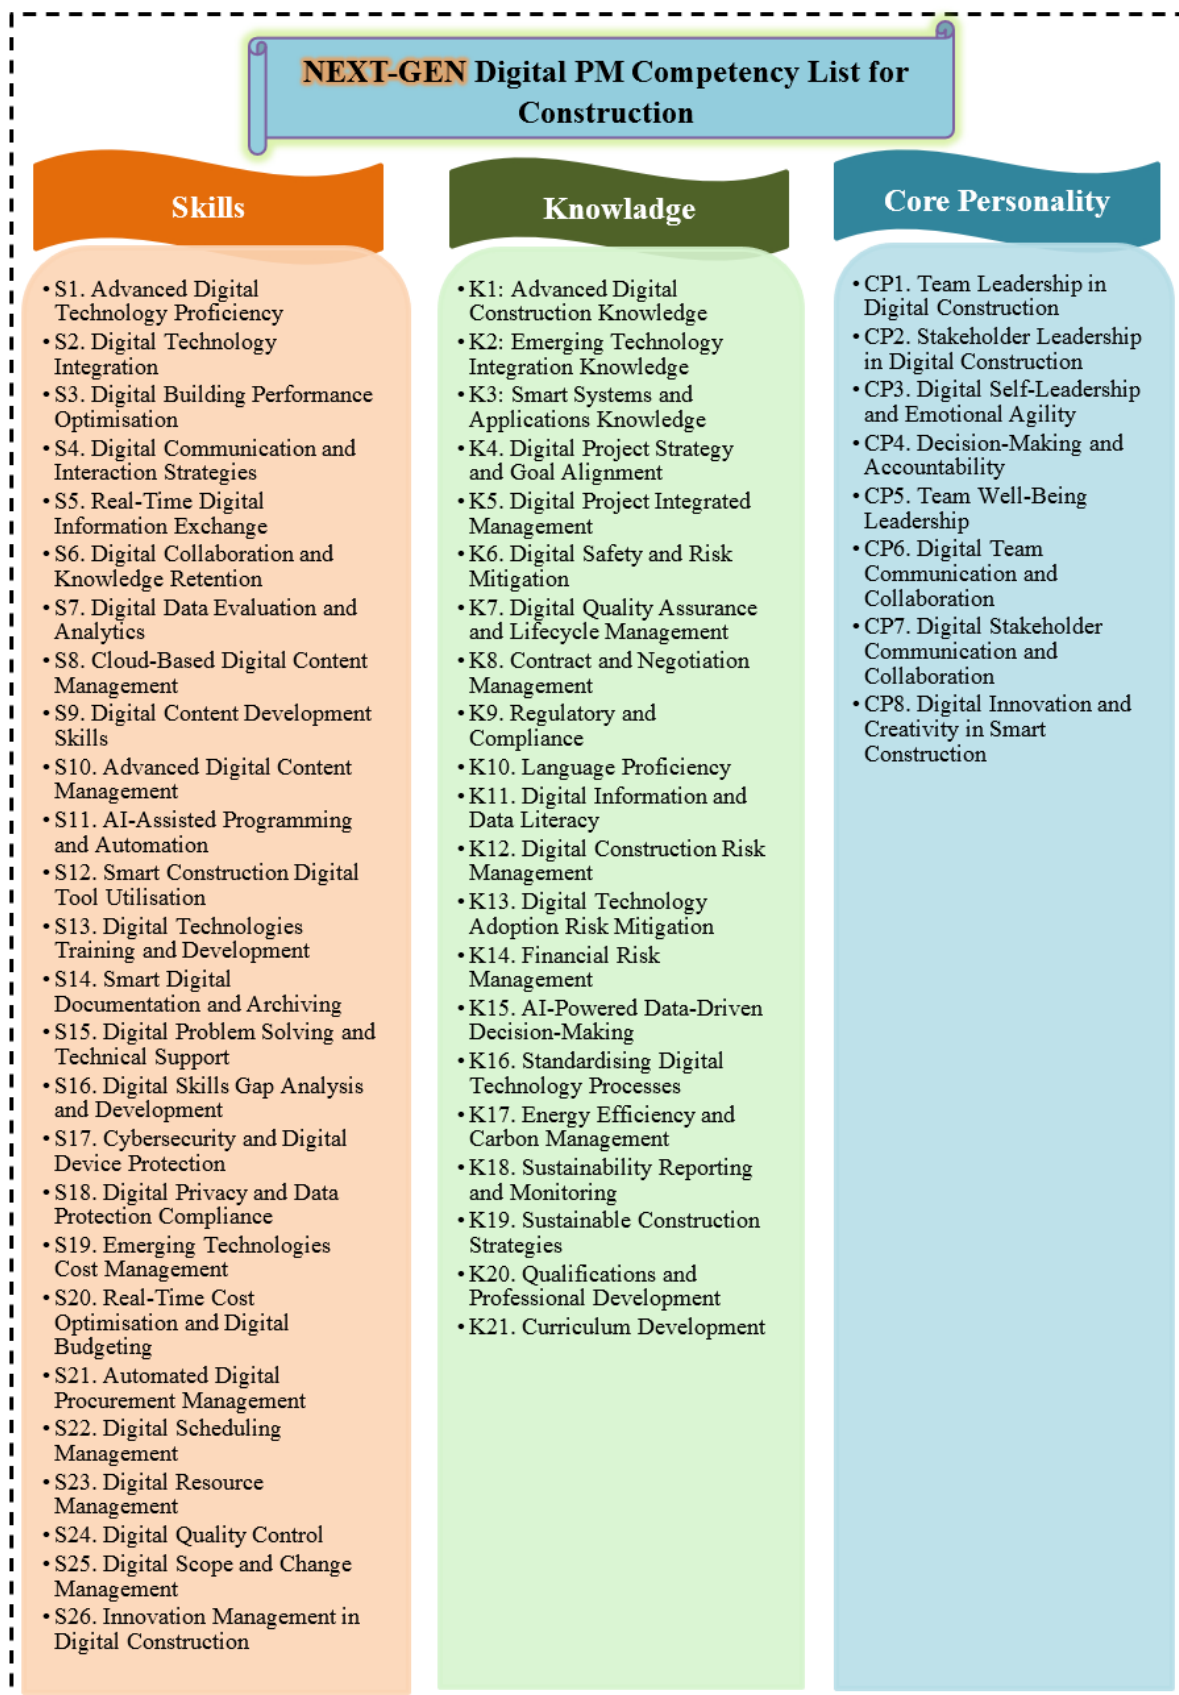 NEXT-GEN Digital PM Competency List for
Construction
Skills
• S1. Advanced Digital
Technology Proficiency
• S2. Digital Technology
Integration
• S3. Digital Building Performance
Optimisation
• S4. Digital Communication and
Interaction Strategies
• S5. Real-Time Digital
Information Exchange
• S6. Digital Collaboration and
Knowledge Retention
• S7. Digital Data Evaluation and
Analytics
• S8. Cloud-Based Digital Content
Management
• S9. Digital Content Development
Skills
• S10. Advanced Digital Content
Management
• S11. AI-Assisted Programming
and Automation
• S12. Smart Construction Digital
Tool Utilisation
• S13. Digital Technologies
Training and Development
• S14. Smart Digital
Documentation and Archiving
• S15. Digital Problem Solving and
Technical Support
• S16. Digital Skills Gap Analysis
and Development
• S17. Cybersecurity and Digital
Device Protection
• S18. Digital Privacy and Data
Protection Compliance
• S19. Emerging Technologies
Cost Management
• S20. Real-Time Cost
Optimisation and Digital
Budgeting
• S21. Automated Digital
Procurement Management
• S22. Digital Scheduling
Management
• S23. Digital Resource
Management
• S24. Digital Quality Control
• S25. Digital Scope and Change
Management
• S26. Innovation Management in
Digital Construction
Knowladge
• K1: Advanced Digital
Construction Knowledge
• K2: Emerging Technology
Integration Knowledge
• K3: Smart Systems and
Applications Knowledge
• K4. Digital Project Strategy
and Goal Alignment
• K5. Digital Project Integrated
Management
• K6. Digital Safety and Risk
Mitigation
• K7. Digital Quality Assurance
and Lifecycle Management
• K8. Contract and Negotiation
Management
• K9. Regulatory and
Compliance
• K10. Language Proficiency
• K11. Digital Information and
Data Literacy
• K12. Digital Construction Risk
Management
• K13. Digital Technology
Adoption Risk Mitigation
• K14. Financial Risk
Management
• K15. AI-Powered Data-Driven
Decision-Making
• K16. Standardising Digital
Technology Processes
• K17. Energy Efficiency and
Carbon Management
• K18. Sustainability Reporting
and Monitoring
• K19. Sustainable Construction
Strategies
• K20. Qualifications and
Professional Development
• K21. Curriculum Development
Core Personality
• CP1. Team Leadership in
Digital Construction
• CP2. Stakeholder Leadership
in Digital Construction
• CP3. Digital Self-Leadership
and Emotional Agility
• CP4. Decision-Making and
Accountability
• CP5. Team Well-Being
Leadership
• CP6. Digital Team
Communication and
Collaboration
• CP7. Digital Stakeholder
Communication and
Collaboration
• CP8. Digital Innovation and
Creativity in Smart
Construction